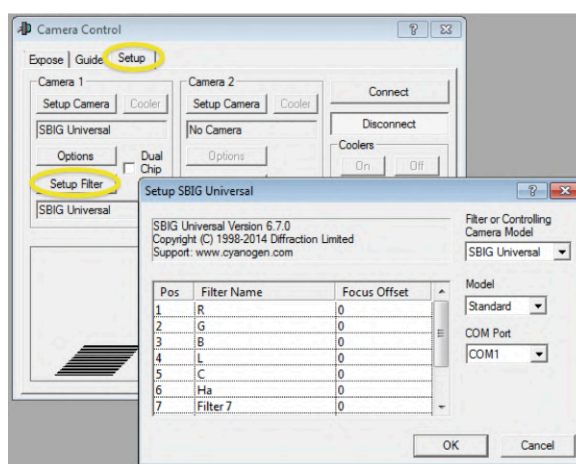 Camera Control
Expose Guide Setup
Camera 1
Setup Camera Cooler
SBIG Universal
Options Dual Chip
Setup Filter
SBIG Universal
Camera 2
Setup Camera Cooler
No Camera
Options
Connect
Disconnect
Coolers
On Off
Setup SBIG Universal
SBIG Universal Version 6.7.0
Copyright (C) 1998-2014 Diffraction Limited
Support: www.cyanogen.com
Filter or Controlling
Camera Model
SBIG Universal
Model
Standard
COM Port
COM1
Pos Filter Name Focus Offset
1 R 0
2 G 0
3 B 0
4 L 0
5 C 0
6 Ha 0
7 Filter 7 0
OK Cancel